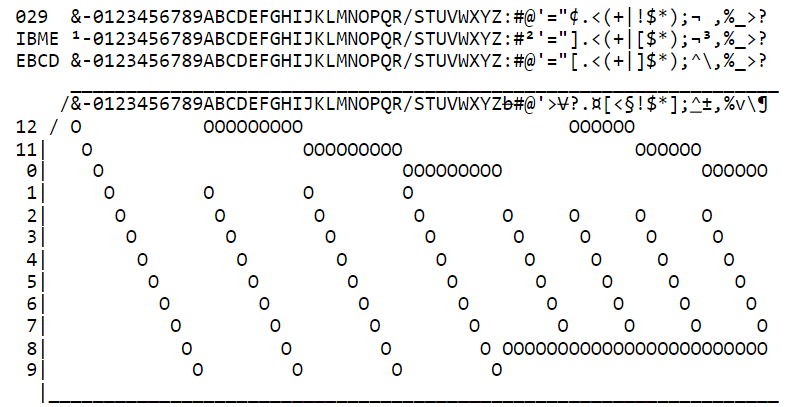 029  &-0123456789ABCDEFGHIJKLMNOPQR/STUVWXYZ:#@'="¢.<(+|!$*);¬ ,%_>?
IBME ¹-0123456789ABCDEFGHIJKLMNOPQR/STUVWXYZ:#²'="].<(+|[$*);¬³,%_>?
EBCD &-0123456789ABCDEFGHIJKLMNOPQR/STUVWXYZ:#@'="[.<(+|]$*);^\,%_>?
/&-0123456789ABCDEFGHIJKLMNOPQR/STUVWXYZƀ#@'>V̶?.¤[<§!$*];^̲±,%v\¶
12 / O           OOOOOOOOO                        OOOOOO
11|   O                   OOOOOOOOO                     OOOOOO
0|    O                           OOOOOOOOO                  OOOOOO
1|     O        O        O        O
2|      O        O        O        O       O     O     O     O
3|       O        O        O        O       O     O     O     O
4|        O        O        O        O       O     O     O     O
5|         O        O        O        O       O     O     O     O
6|          O        O        O        O       O     O     O     O
7|           O        O        O        O       O     O     O     O
8|            O        O        O        O OOOOOOOOOOOOOOOOOOOOOOOO
9|             O        O        O        O